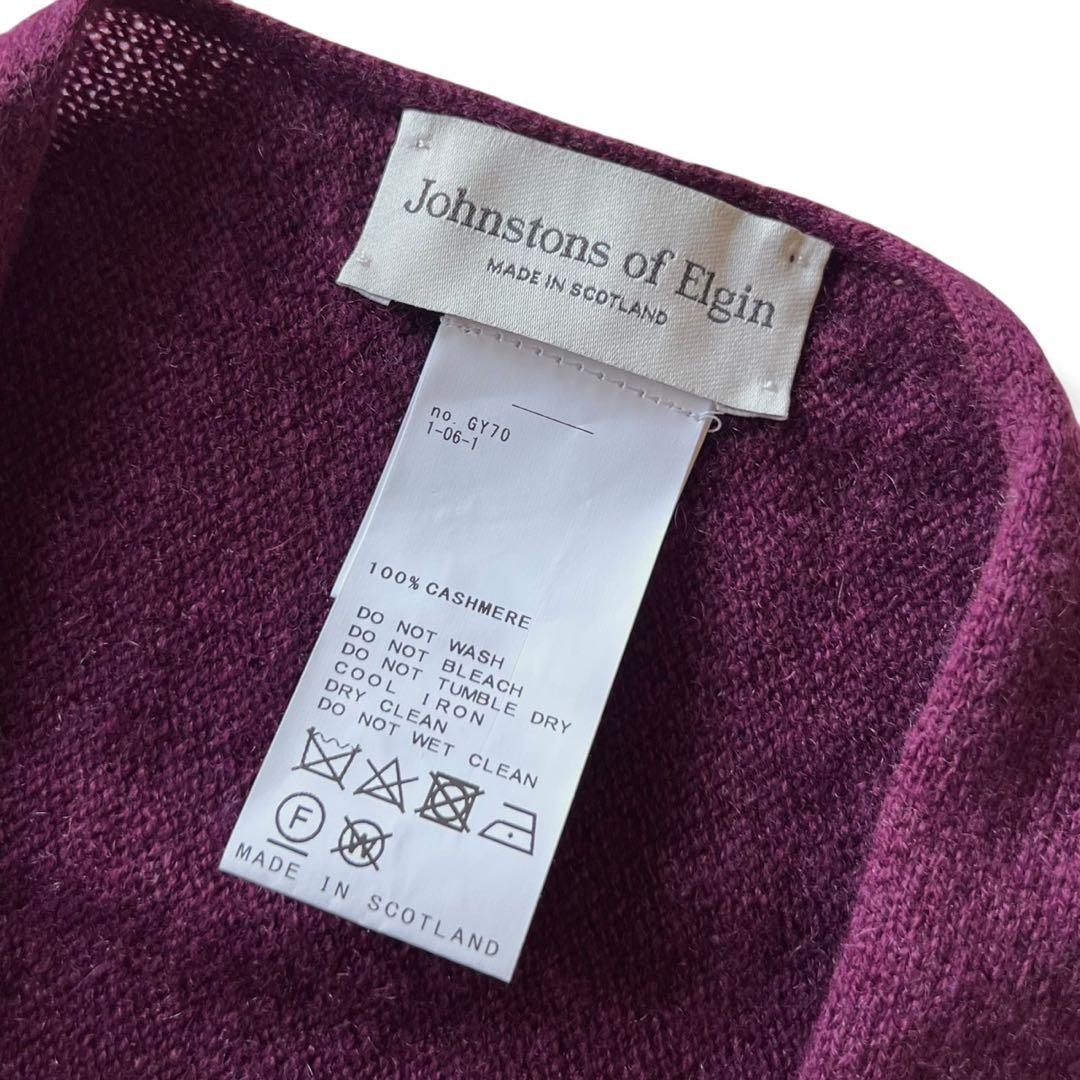 Johnstons of Elgin
MADE IN SCOTLAND
no. GY70
1-06-1
100% CASHMERE
DO NOT WASH
DO NOT BLEACH
DO NOT TUMBLE DRY
COOL IRON
DRY CLEAN
DO NOT WET CLEAN
F
W
MADE IN SCOTLAND